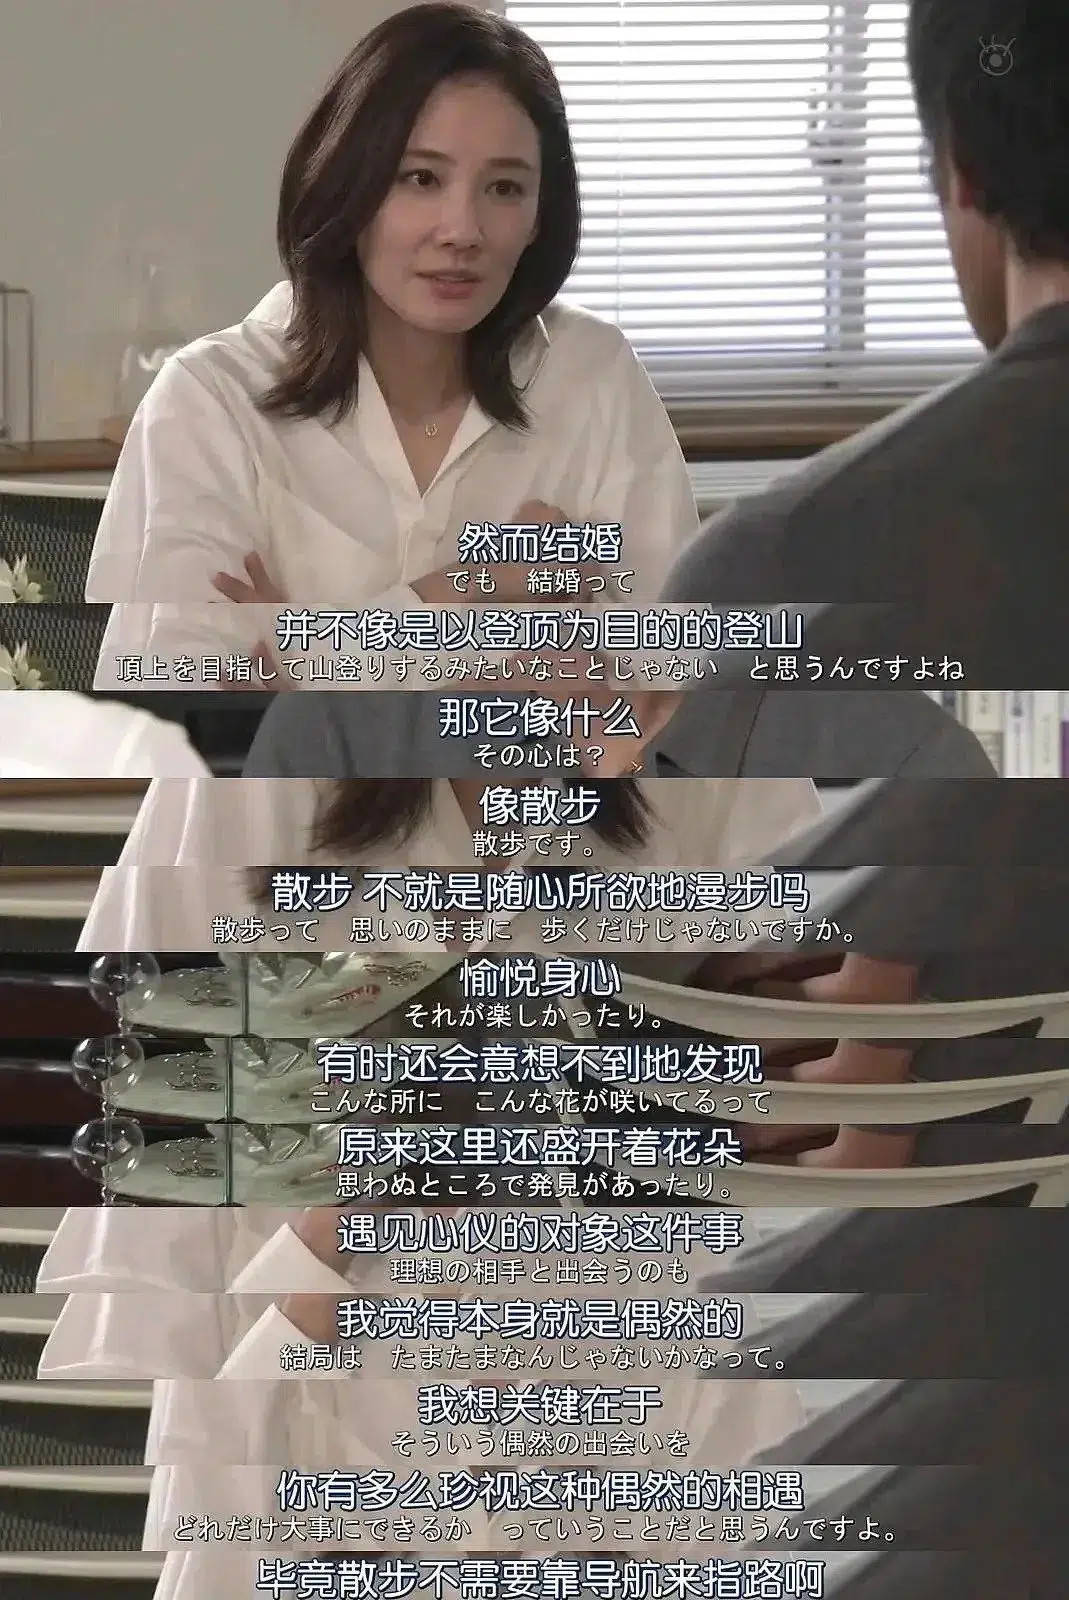 然而结婚
でも 結婚って
并不像是以登顶为目的的登山
頂上を目指して山登りするみたいなことじゃない と思うんですよね
那它像什么
その心は?
像散步
散歩です。
散步 不就是随心所欲地漫步吗
散歩って 思いのままに 歩くだけじゃないですか。
愉悦身心
それが楽しかったり。
有时还会意想不到地发现
こんな所に こんな花が咲いてるって
原来这里还盛开着花朵
思わぬところで発見があったり。
遇见心仪的对象这件事
理想の相手と出会うのも
我觉得本身就是偶然的
結局は たまたまなんじゃないかなって。
我想关键在于
そういう偶然の出会いを
你有多么珍视这种偶然的相遇
どれだけ大事にできるか っていうことだと思うんですよ。
毕竟散步不需要靠导航来指路啊